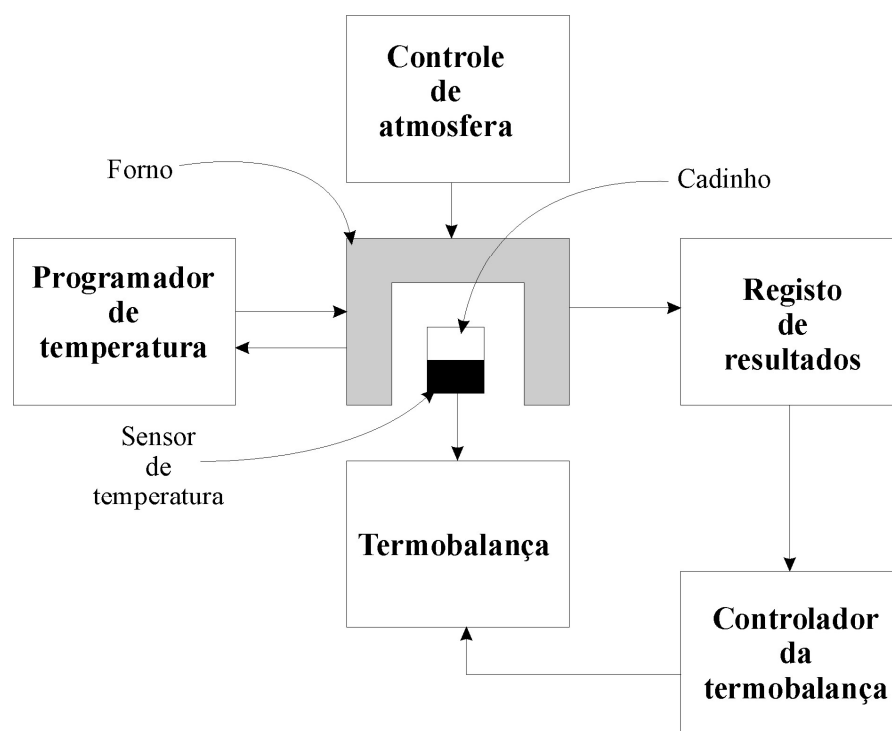 Controle
de
atmosfera
Forno
Cadinho
Programador
de
temperatura
Registo
de
resultados
Sensor
de
temperatura
Termobalança
Controlador
da
termobalança